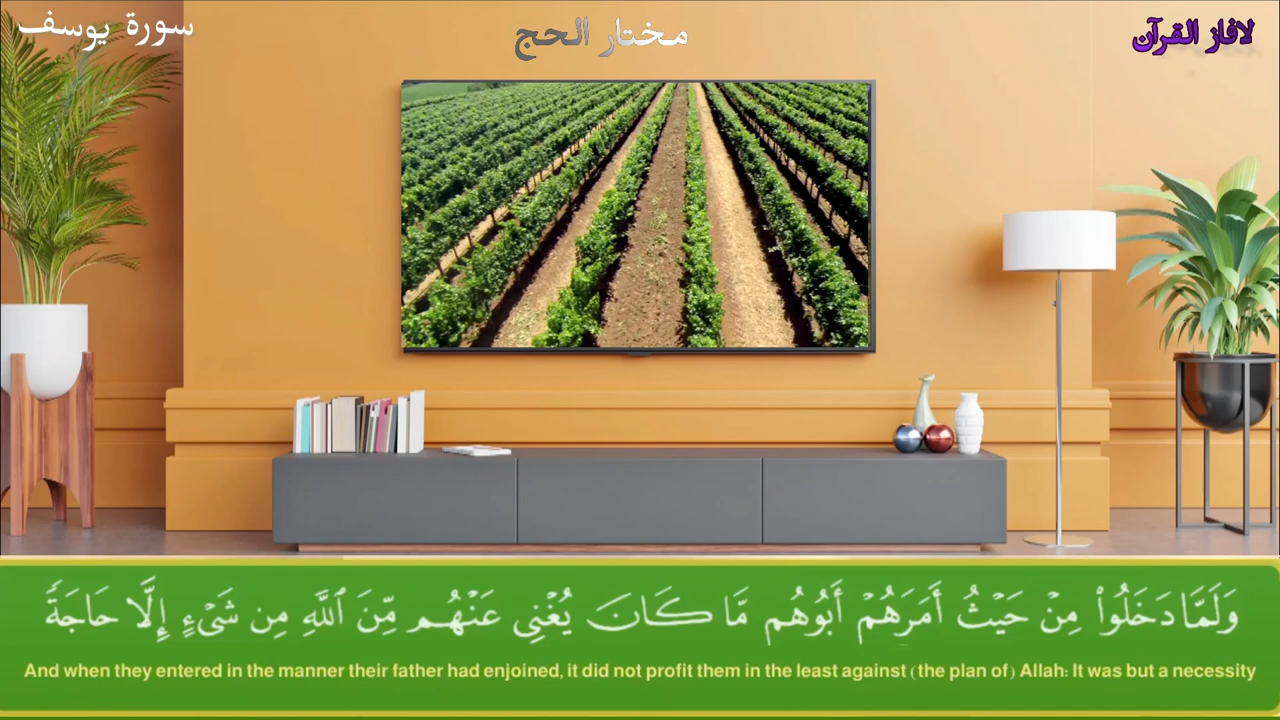 سورة يوسف
مختار الحج
لافاز القرآن
وَلَمَّا دَخَلُوا۟ مِنْ حَيْثُ أَمَرَهُمْ أَبُوهُم مَّا كَانَ يُغْنِى عَنْهُم مِّنَ ٱللَّهِ مِن شَىْءٍ إِلَّا حَاجَةً
And when they entered in the manner their father had enjoined, it did not profit them in the least against (the plan of) Allah: It was but a necessity